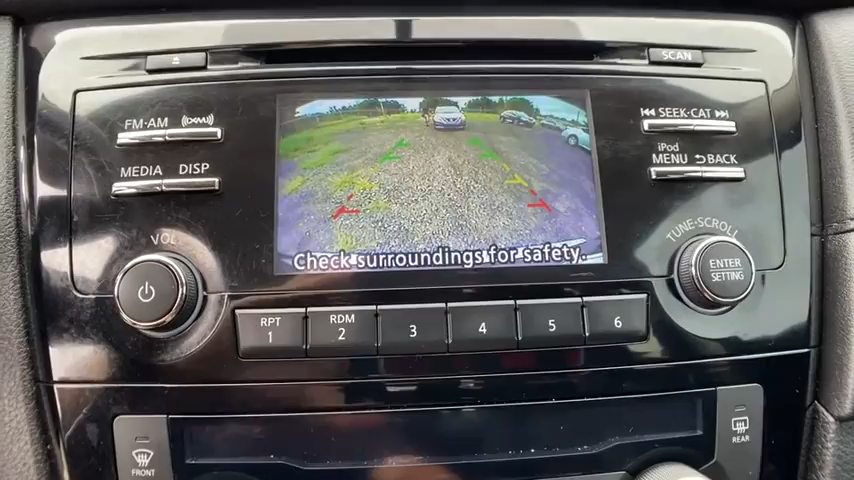 SCAN
FM·AM ((XM))
SEEK·CAT
MEDIA DISP
iPod
MENU BACK
Check surroundings for safety.
VOL
TUNE·SCROLL
ENTER
SETTING
RPT
1
RDM
2
3
4
5
6
FRONT
REAR